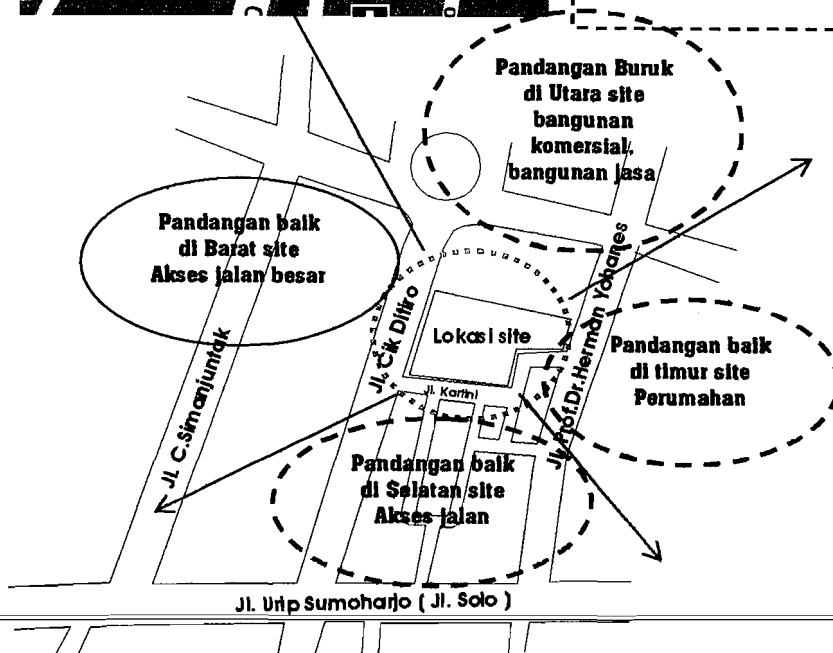 Pandangan Buruk
di Utara site
bangunan
komersial,
bangunan jasa
Pandangan baik
di Barat site
Akses jalan besar
Jl. Cik Ditiro
Lokasi site
Jl. Prof.Dr.Herman Yohanes
Pandangan baik
di timur site
Perumahan
Jl. Kartini
Jl. C.Simanjuntak
Pandangan baik
di Selatan site
Akses jalan
Jl. Urip Sumoharjo ( Jl. Solo )